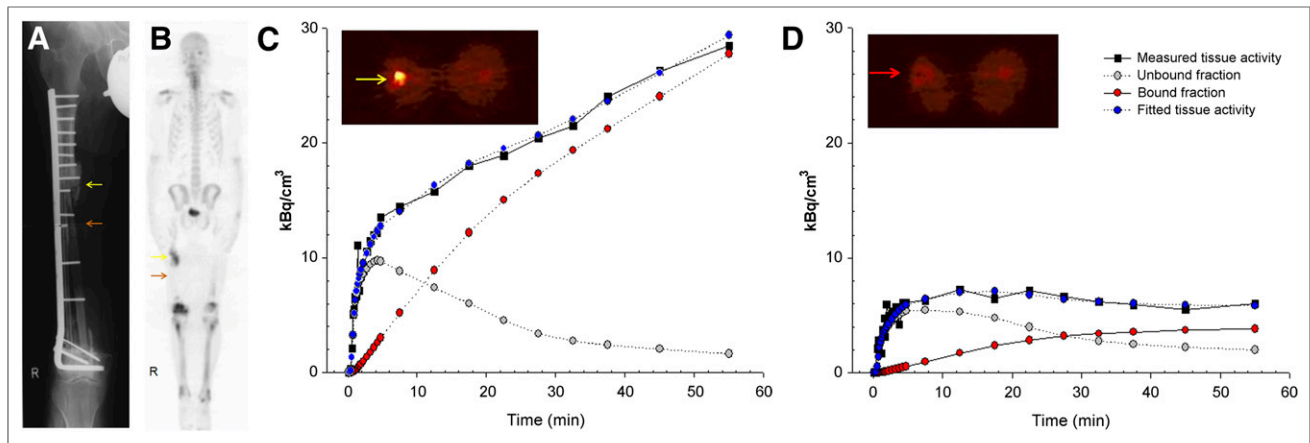 A
B
C
D
R
R
kBq/cm³
30
20
10
0
0
10
20
30
40
50
60
Time (min)
kBq/cm³
30
20
10
0
0
10
20
30
40
50
60
Time (min)
Measured tissue activity
Unbound fraction
Bound fraction
Fitted tissue activity